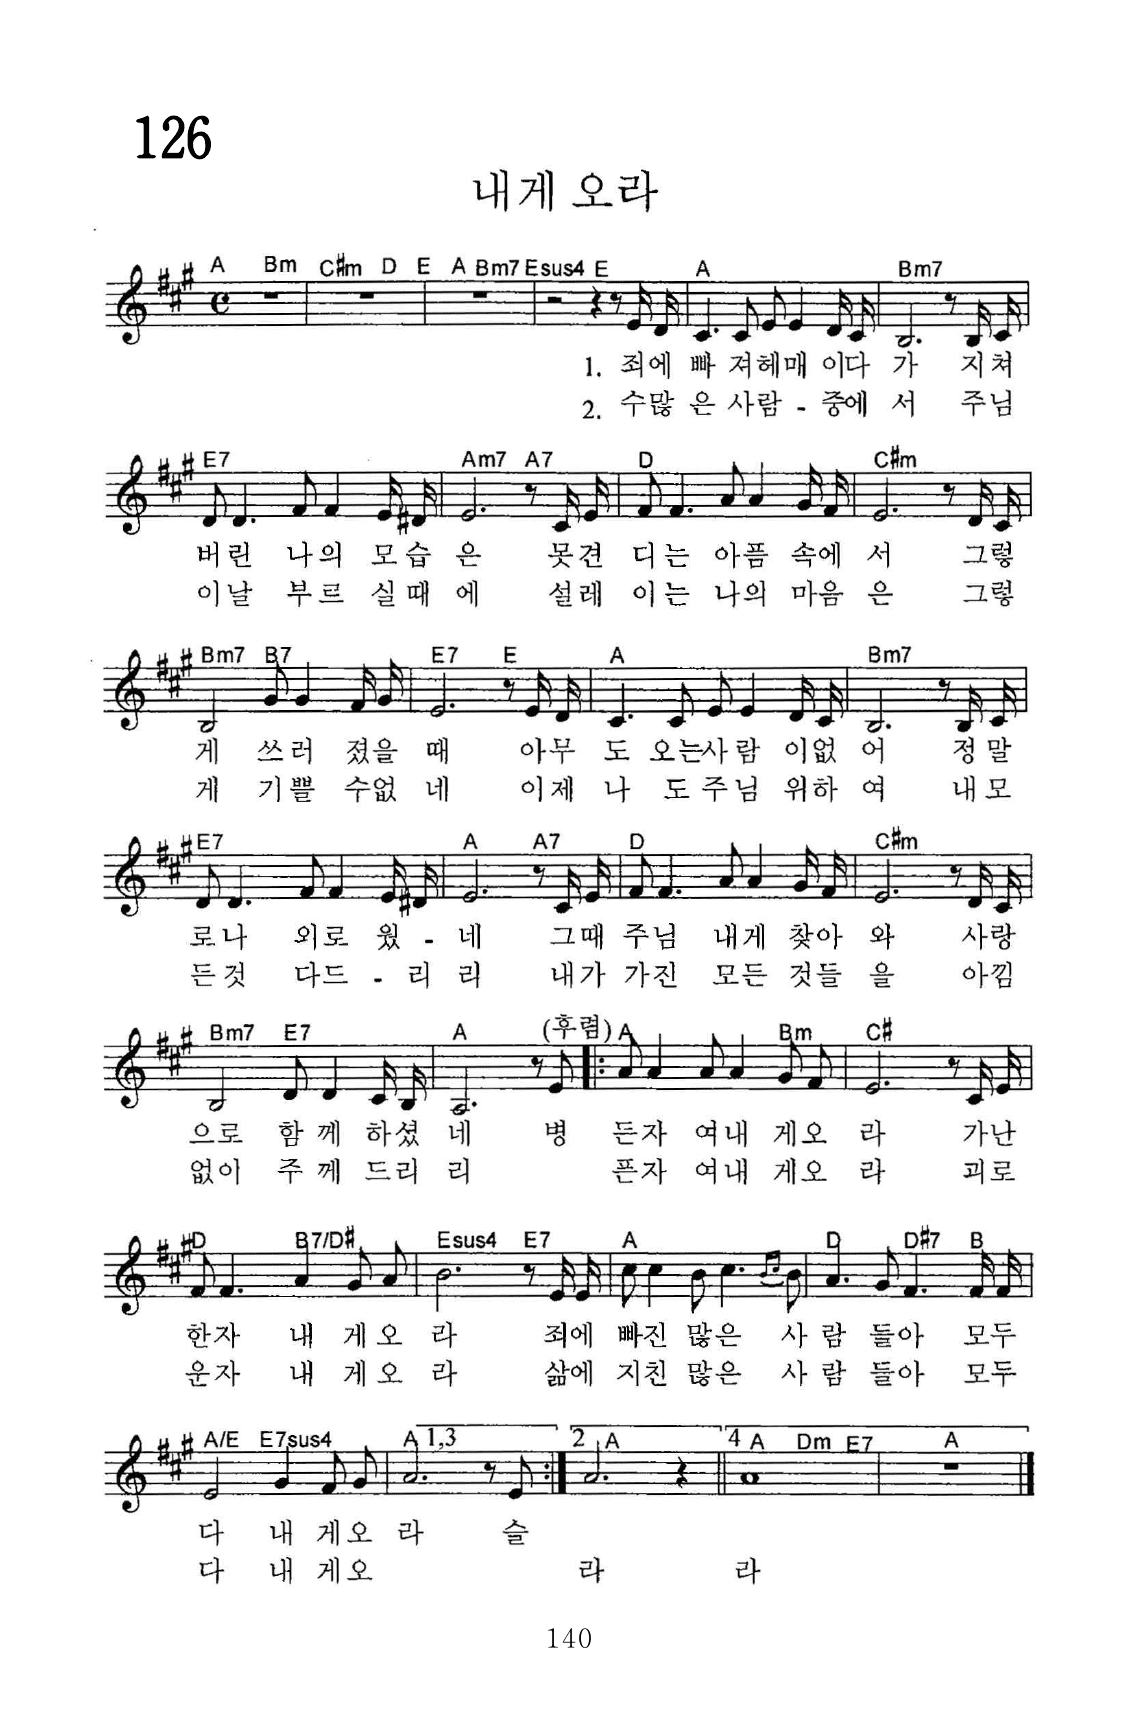 126
내게 오라
A Bm C#m D E A Bm7 Esus4 E A Bm7
1. 죄에 빠 져헤매 이다 가 지쳐
2. 수많 은 사람 - 중에 서 주님
E7 Am7 A7 D C#m
버린 나의 모습 은 못견 디는 아픔 속에 서 그렇
이날 부르 실때 에 설레 이는 나의 마음 은 그렇
Bm7 B7 E7 E A Bm7
게 쓰러 졌을 때 아무 도 오는사람 이없 어 정말
게 기쁠 수없 네 이제 나 도주님 위하 여 내모
E7 A A7 D C#m
로나 외로 웠 - 네 그때 주님 내게 찾아 와 사랑
든것 다드 - 리 리 내가 가진 모든 것들 을 아낌
Bm7 E7 A (후렴) A Bm C#
으로 함께 하셨 네 병 든자 여내 게오 라 가난
없이 주께 드리 리 픈자 여내 게오 라 괴로
D B7/D# Esus4 E7 A D D#7 B
한자 내 게오 라 죄에 빠진 많은 사람 들아 모두
운자 내 게오 라 삶에 지친 많은 사람 들아 모두
A/E E7sus4 A 1,3 2 A 4 A Dm E7 A
다 내 게오 라 슬
다 내 게오 라 라
140